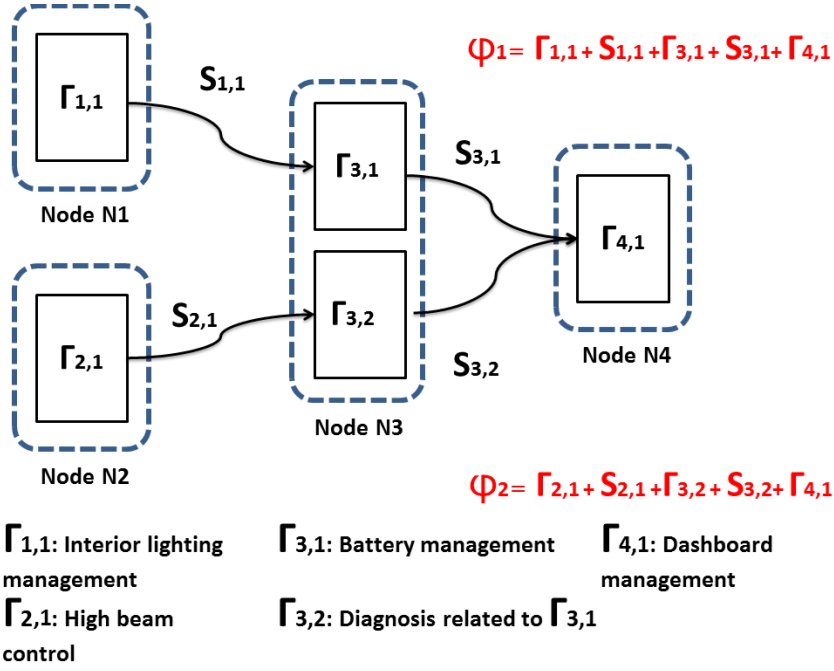 φ1= Γ1,1+ S1,1+Γ3,1+ S3,1+ Γ4,1
Γ1,1
S1,1
Γ3,1
S3,1
Node N1
Γ4,1
Γ2,1
S2,1
Γ3,2
S3,2
Node N4
Node N3
Node N2
φ2= Γ2,1+ S2,1+Γ3,2+ S3,2+ Γ4,1
Γ1,1: Interior lighting
management
Γ3,1: Battery management
Γ4,1: Dashboard
management
Γ2,1: High beam
control
Γ3,2: Diagnosis related to Γ3,1